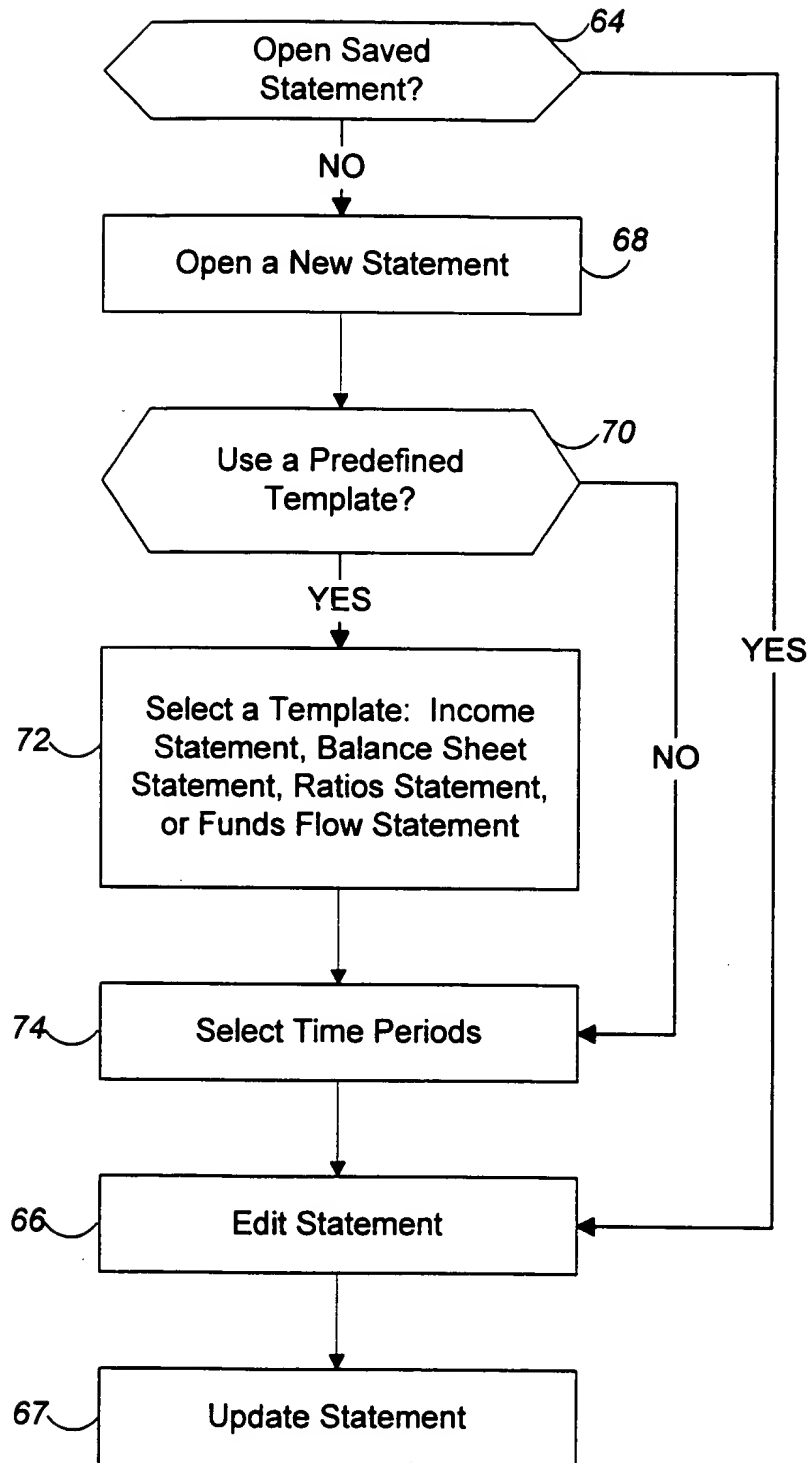 64
Open Saved
Statement?
NO
68
Open a New Statement
70
Use a Predefined
Template?
YES
YES
72
Select a Template: Income
Statement, Balance Sheet
Statement, Ratios Statement,
or Funds Flow Statement
NO
74
Select Time Periods
66
Edit Statement
67
Update Statement